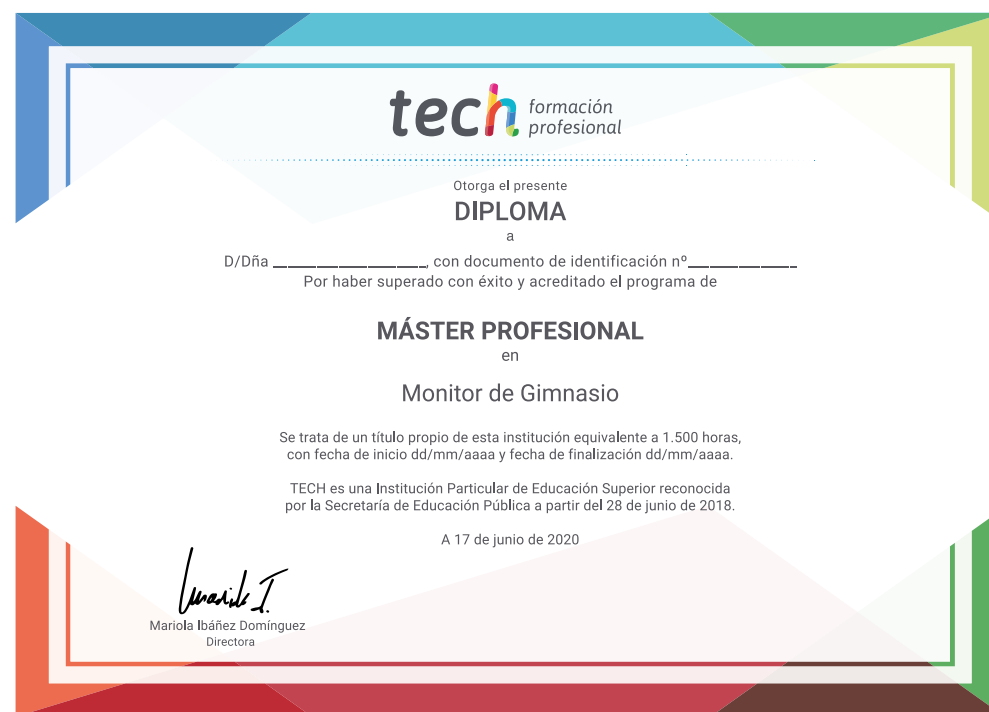 tech formación
profesional
Otorga el presente
DIPLOMA
a
D/Dña ____________________, con documento de identificación nº______________
Por haber superado con éxito y acreditado el programa de
MÁSTER PROFESIONAL
en
Monitor de Gimnasio
Se trata de un título propio de esta institución equivalente a 1.500 horas,
con fecha de inicio dd/mm/aaaa y fecha de finalización dd/mm/aaaa.
TECH es una Institución Particular de Educación Superior reconocida
por la Secretaría de Educación Pública a partir del 28 de junio de 2018.
A 17 de junio de 2020
Mariola Ibáñez Domínguez
Directora